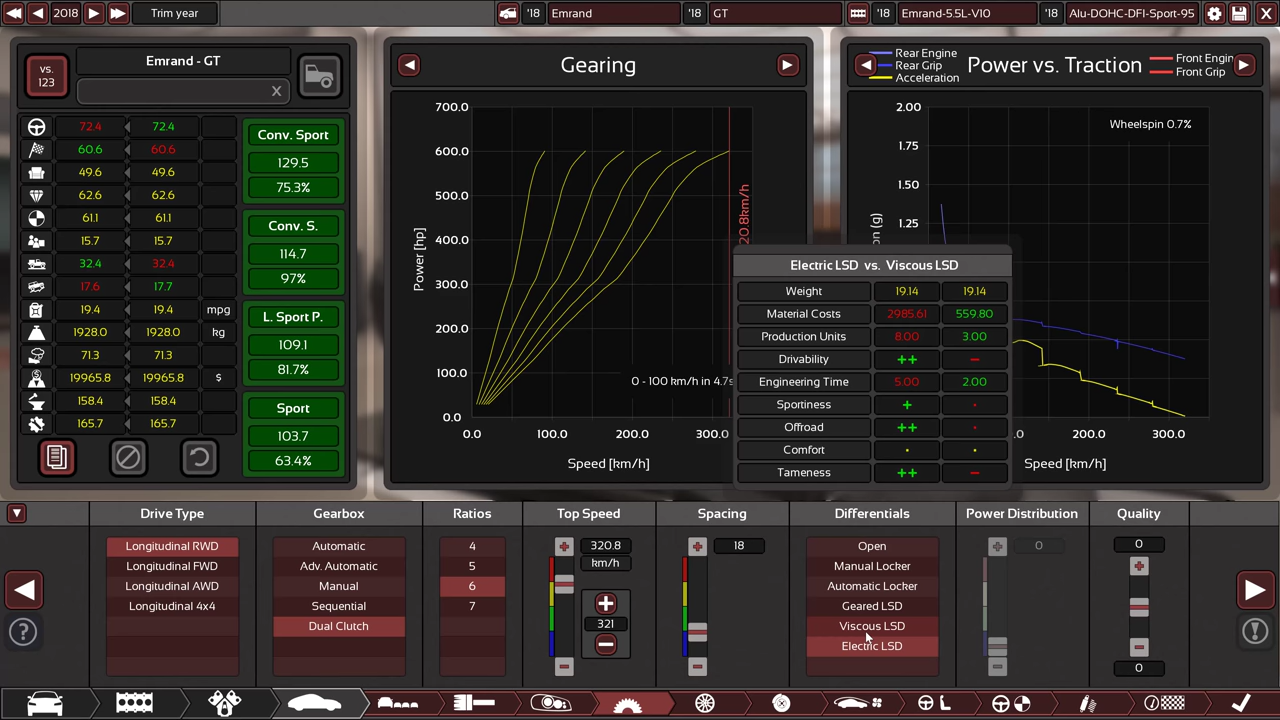 2018
Trim year
'18
Emrand
'18
GT
'18
Emrand-5.5L-V10
'18
Alu-DOHC-DFI-Sport-95
vs.
123
Emrand - GT
X
72.4 72.4
60.6 60.6
49.6 49.6
62.6 62.6
61.1 61.1
15.7 15.7
32.4 32.4
17.6 17.7
19.4 19.4 mpg
1928.0 1928.0 kg
71.3 71.3
19965.8 19965.8 $
158.4 158.4
165.7 165.7
Conv. Sport
129.5
75.3%
Conv. S.
114.7
97%
L. Sport P.
109.1
81.7%
Sport
103.7
63.4%
Gearing
700.0
600.0
500.0
400.0
300.0
200.0
100.0
0.0
Power [hp]
0.0 100.0 200.0 300.0
Speed [km/h]
20.8km/h
0 - 100 km/h in 4.7s
Rear Engine
Rear Grip
Acceleration
Power vs. Traction
Front Engin
Front Grip
Wheelspin 0.7%
2.00
1.75
1.50
1.25
on (g)
.0 200.0 300.0
Speed [km/h]
Electric LSD vs. Viscous LSD
Weight 19.14 19.14
Material Costs 2985.61 559.80
Production Units 8.00 3.00
Drivability ++ -
Engineering Time 5.00 2.00
Sportiness + ·
Offroad ++ ·
Comfort · ·
Tameness ++ -
Drive Type
Longitudinal RWD
Longitudinal FWD
Longitudinal AWD
Longitudinal 4x4
Gearbox
Automatic
Adv. Automatic
Manual
Sequential
Dual Clutch
Ratios
4
5
6
7
Top Speed
320.8
km/h
321
Spacing
18
Differentials
Open
Manual Locker
Automatic Locker
Geared LSD
Viscous LSD
Electric LSD
Power Distribution
0
Quality
0
0